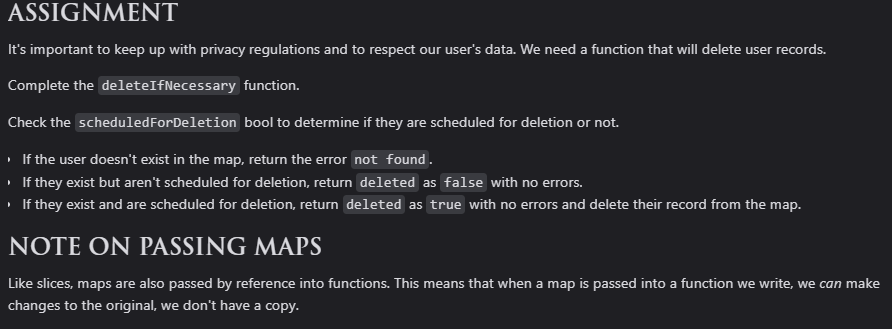 ASSIGNMENT
It's important to keep up with privacy regulations and to respect our user's data. We need a function that will delete user records.
Complete the deleteIfNecessary function.
Check the scheduledForDeletion bool to determine if they are scheduled for deletion or not.
• If the user doesn't exist in the map, return the error not found.
• If they exist but aren't scheduled for deletion, return deleted as false with no errors.
• If they exist and are scheduled for deletion, return deleted as true with no errors and delete their record from the map.
NOTE ON PASSING MAPS
Like slices, maps are also passed by reference into functions. This means that when a map is passed into a function we write, we can make
changes to the original, we don't have a copy.